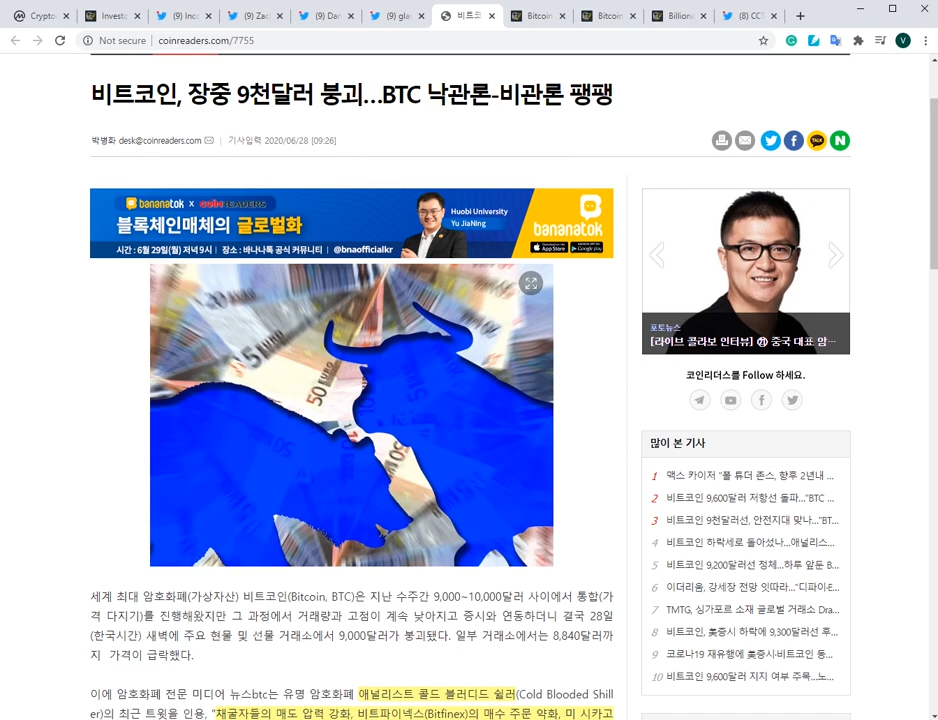 Crypto
Investo
(9) Inco
(9) Zac
(9) Dar
(9) glas
비트코
Bitcoin
Bitcoin
Billion
(8) CCT
Not secure
coinreaders.com/7755
V
비트코인, 장중 9천달러 붕괴...BTC 낙관론-비관론 팽팽
박병화 desk@coinreaders.com | 기사입력 2020/06/28 [09:26]
TALK
N
bananatok x COINREADERS
블록체인매체의 글로벌화
시간 : 6월 29일(월) 저녁 9시 | 장소 : 바나나톡 공식 커뮤니티 | @bnaofficialkr
Huobi University
Yu JiaNing
bananatok
App Store
Google Play
50 EURO
포토뉴스
[라이브 콜라보 인터뷰] ㉑ 중국 대표 암…
코인리더스를 Follow 하세요.
많이 본 기사
1 맥스 카이저 "폴 튜더 존스, 향후 2년내 ...
2 비트코인 9,600달러 저항선 돌파..."BTC ...
3 비트코인 9천달러선, 안전지대 맞나..."BT...
4 비트코인 하락세로 돌아섰나...애널리스...
5 비트코인 9,200달러선 정체...하루 앞둔 B...
6 이더리움, 강세장 전망 잇따라..."디파이·E...
7 TMTG, 싱가포르 소재 글로벌 거래소 Dra...
8 비트코인, 美증시 하락에 9,300달러선 후...
9 코로나19 재유행에 美증시·비트코인 동...
10 비트코인 9,600달러 지지 여부 주목...노...
세계 최대 암호화폐(가상자산) 비트코인(Bitcoin, BTC)은 지난 수주간 9,000~10,000달러 사이에서 통합(가
격 다지기)를 진행해왔지만 그 과정에서 거래량과 고점이 계속 낮아지고 증시와 연동하더니 결국 28일
(한국시간) 새벽에 주요 현물 및 선물 거래소에서 9,000달러가 붕괴됐다. 일부 거래소에서는 8,840달러까
지 가격이 급락했다.
이에 암호화폐 전문 미디어 뉴스btc는 유명 암호화폐 애널리스트 콜드 블러디드 쉴러(Cold Blooded Shill
er)의 최근 트윗을 인용, "채굴자들의 매도 압력 강화, 비트파이넥스(Bitfinex)의 매수 주문 약화, 미 시카고